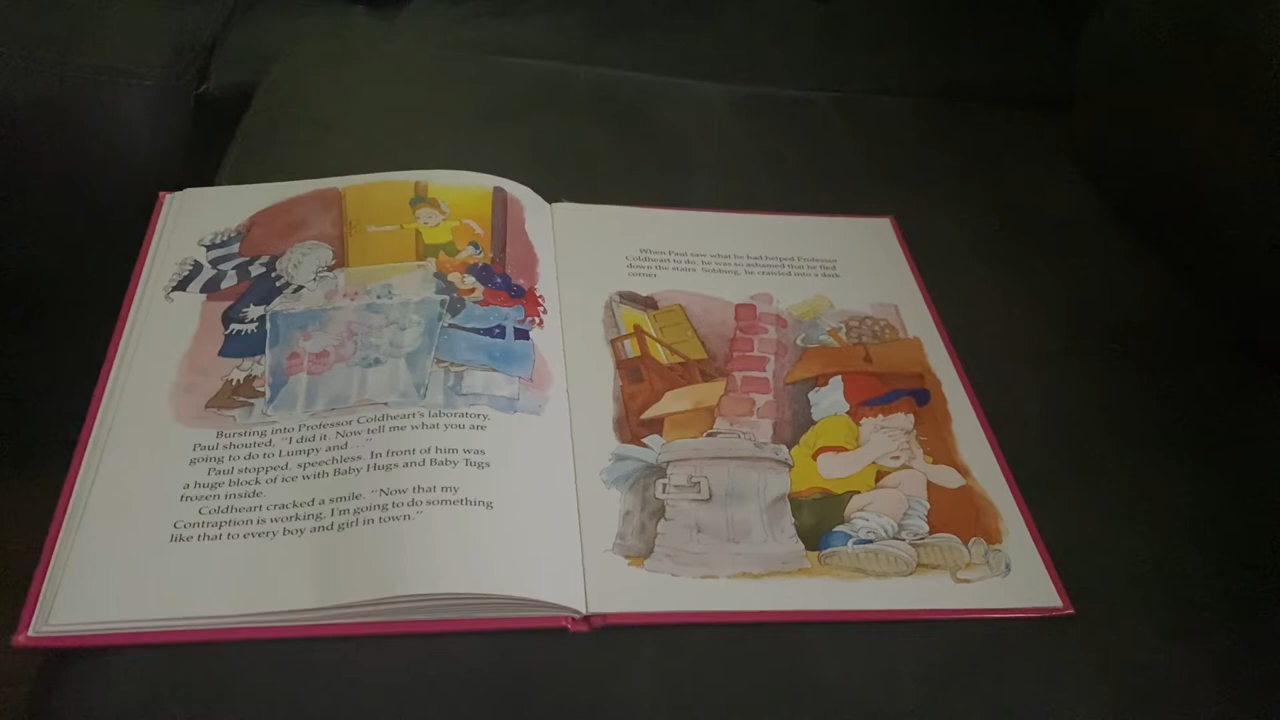 Bursting into Professor Coldheart's laboratory,
Paul shouted, "I did it. Now tell me what you are
going to do to Lumpy and . . ."
Paul stopped, speechless. In front of him was
a huge block of ice with Baby Hugs and Baby Tugs
frozen inside.
Coldheart cracked a smile. "Now that my
Contraption is working, I'm going to do something
like that to every boy and girl in town."
When Paul saw what he had helped Professor
Coldheart to do, he was so ashamed that he fled
down the stairs. Sobbing, he crawled into a dark
corner.